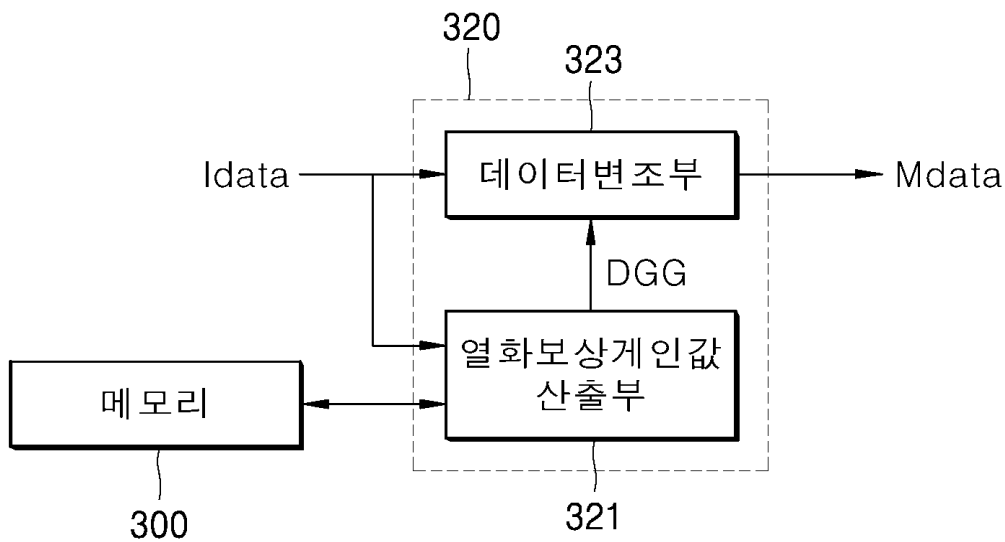 320
323
Idata
데이터변조부
Mdata
DGG
열화보상게인값
산출부
메모리
300
321